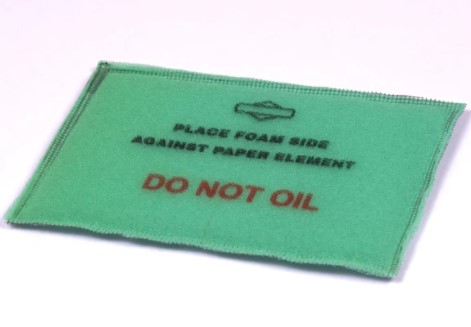 PLACE FOAM SIDE
AGAINST PAPER ELEMENT
DO NOT OIL